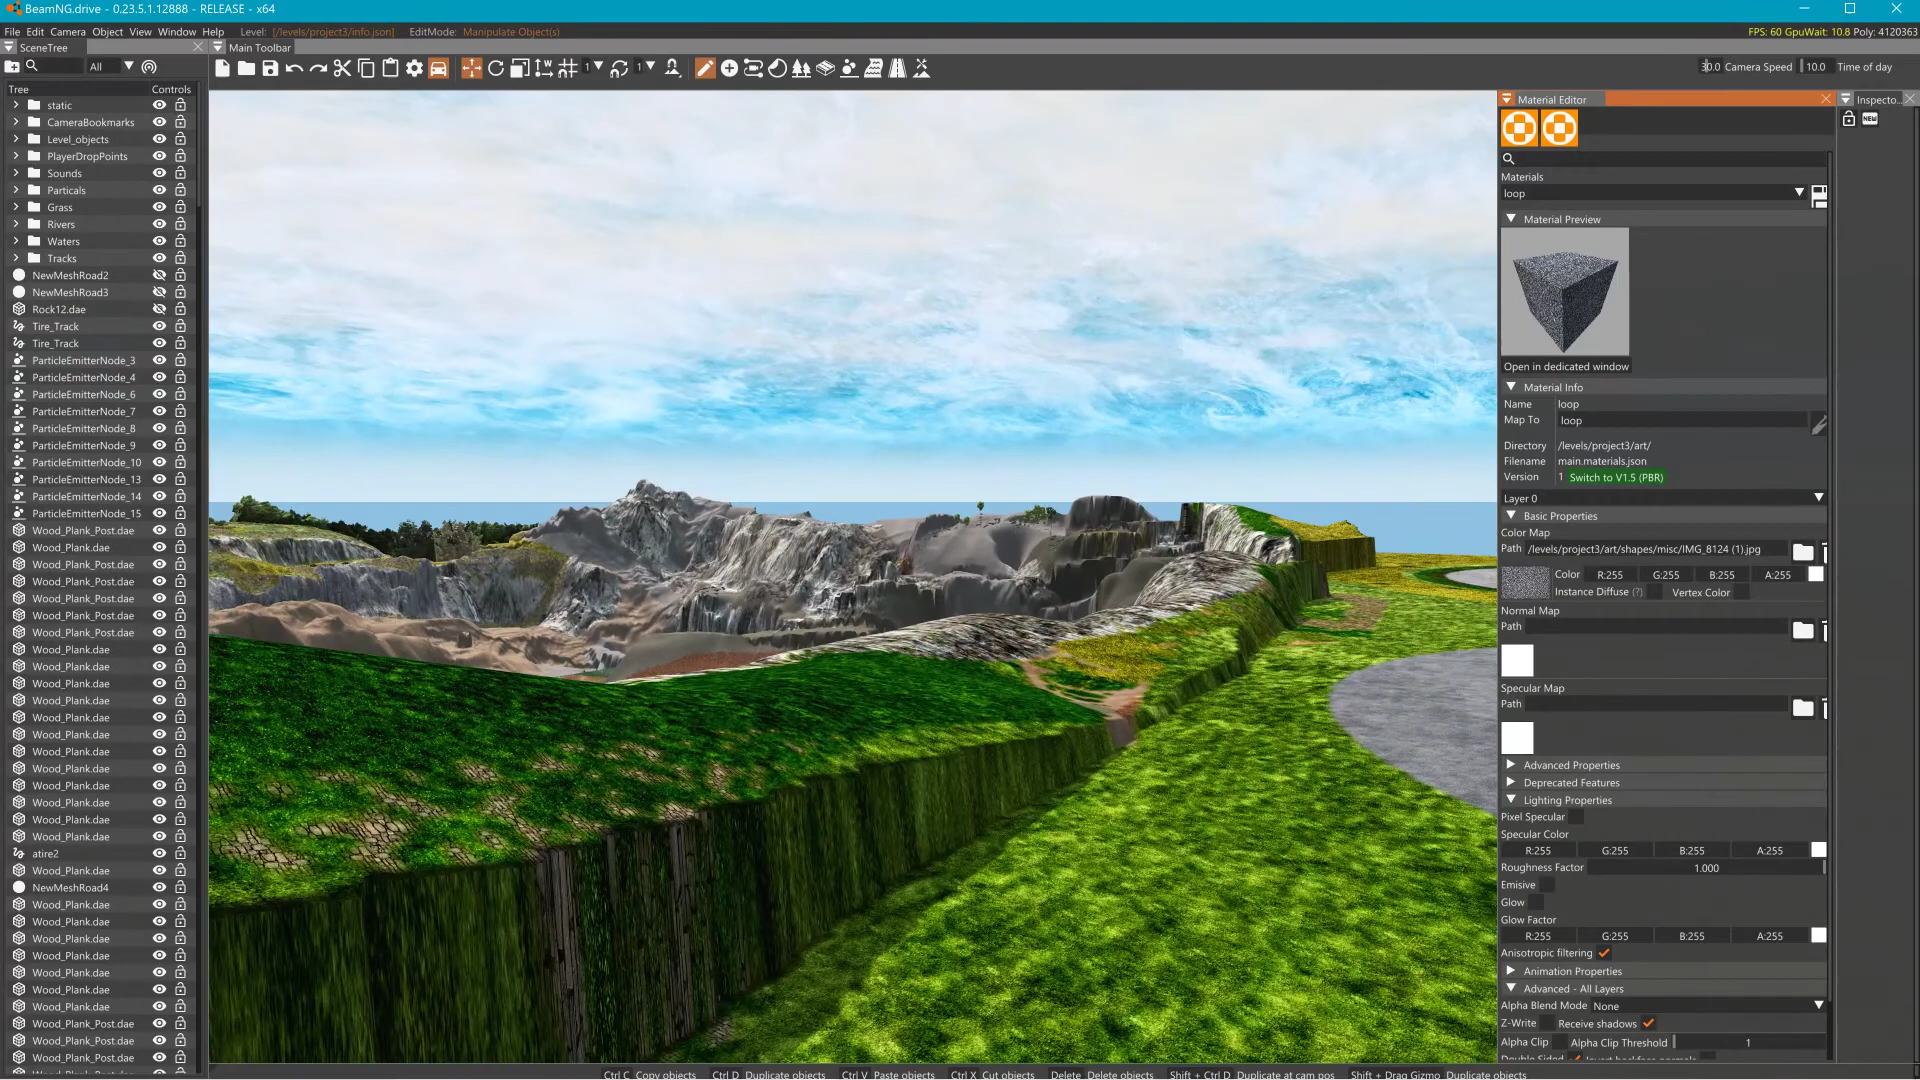 BeamNG.drive - 0.23.5.1.12888 - RELEASE - x64
File Edit Camera Object View Window Help Level: [/levels/project3/info.json] EditMode: Manipulate Object(s)
FPS: 60 GpuWait: 10.8 Poly: 4120363
SceneTree
Main Toolbar
All
1
1
30.0 Camera Speed 10.0 Time of day
Tree Controls
static
CameraBookmarks
Level_objects
PlayerDropPoints
Sounds
Particals
Grass
Rivers
Waters
Tracks
NewMeshRoad2
NewMeshRoad3
Rock12.dae
Tire_Track
Tire_Track
ParticleEmitterNode_3
ParticleEmitterNode_4
ParticleEmitterNode_6
ParticleEmitterNode_7
ParticleEmitterNode_8
ParticleEmitterNode_9
ParticleEmitterNode_10
ParticleEmitterNode_13
ParticleEmitterNode_14
ParticleEmitterNode_15
Wood_Plank_Post.dae
Wood_Plank.dae
Wood_Plank_Post.dae
Wood_Plank_Post.dae
Wood_Plank_Post.dae
Wood_Plank_Post.dae
Wood_Plank_Post.dae
Wood_Plank.dae
Wood_Plank.dae
Wood_Plank.dae
Wood_Plank.dae
Wood_Plank.dae
Wood_Plank.dae
Wood_Plank.dae
Wood_Plank.dae
Wood_Plank.dae
Wood_Plank.dae
Wood_Plank.dae
Wood_Plank.dae
atire2
Wood_Plank.dae
NewMeshRoad4
Wood_Plank.dae
Wood_Plank.dae
Wood_Plank.dae
Wood_Plank.dae
Wood_Plank.dae
Wood_Plank.dae
Wood_Plank.dae
Wood_Plank_Post.dae
Wood_Plank_Post.dae
Wood_Plank_Post.dae
Material Editor
Inspecto...
NEW
Materials
loop
Material Preview
Open in dedicated window
Material Info
Name loop
Map To loop
Directory /levels/project3/art/
Filename main.materials.json
Version 1 Switch to V1.5 (PBR)
Layer 0
Basic Properties
Color Map
Path /levels/project3/art/shapes/misc/IMG_8124 (1).jpg
Color R:255 G:255 B:255 A:255
Instance Diffuse (?) Vertex Color
Normal Map
Path
Specular Map
Path
Advanced Properties
Deprecated Features
Lighting Properties
Pixel Specular
Specular Color
R:255 G:255 B:255 A:255
Roughness Factor 1.000
Emisive
Glow
Glow Factor
R:255 G:255 B:255 A:255
Anisotropic filtering
Animation Properties
Advanced - All Layers
Alpha Blend Mode None
Z-Write Receive shadows
Alpha Clip Alpha Clip Threshold 1
Double Sided Invert backface normals
Ctrl C Copy objects Ctrl D Duplicate objects Ctrl V Paste objects Ctrl X Cut objects Delete Delete objects Shift + Ctrl D Duplicate at cam pos Shift + Drag Gizmo Duplicate objects